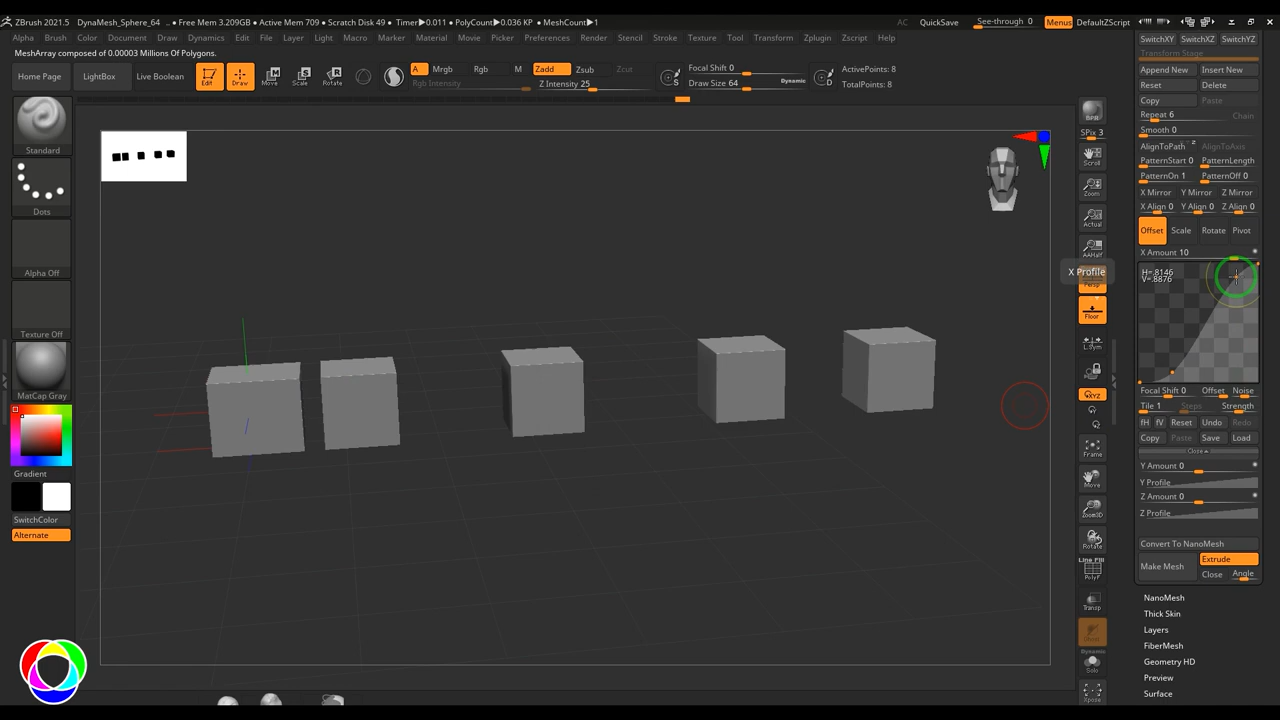 ZBrush 2021.5 DynaMesh_Sphere_64 .. • Free Mem 3.209GB • Active Mem 709 • Scratch Disk 49 • Timer▶0.011 • PolyCount▶0.036 KP • MeshCount▶1 AC QuickSave See-through 0 Menus DefaultZScript
Alpha Brush Color Document Draw Dynamics Edit File Layer Light Macro Marker Material Movie Picker Preferences Render Stencil Stroke Texture Tool Transform Zplugin Zscript Help
MeshArray composed of 0.00003 Millions Of Polygons.
Home Page LightBox Live Boolean Edit Draw Move Scale Rotate
A Mrgb Rgb M Zadd Zsub Zcut
Rgb Intensity Z Intensity 25
Focal Shift 0
Draw Size 64 Dynamic
S D
ActivePoints: 8
TotalPoints: 8
Standard
Dots
Alpha Off
Texture Off
MatCap Gray
Gradient
SwitchColor
Alternate
BPR
SPix 3
Scroll
Zoom
Actual
AAHalf
X Profile
Persp
Floor
L.Sym
XYZ
Frame
Move
Zoom3D
Rotate
Line Fill
PolyF
Transp
Dynamic
Solo
Xpose
SwitchXY SwitchXZ SwitchYZ
Transform Stage
Append New Insert New
Reset Delete
Copy Paste
Repeat 6 Chain
Smooth 0
AlignToPath AlignToAxis
PatternStart 0 PatternLength
PatternOn 1 PatternOff 0
X Mirror Y Mirror Z Mirror
X Align 0 Y Align 0 Z Align 0
Offset Scale Rotate Pivot
X Amount 10
H=.8146
V=.8876
Focal Shift 0 Offset Noise
Tile 1 Steps Strength
fH fV Reset Undo Redo
Copy Paste Save Load
Close
Y Amount 0
Y Profile
Z Amount 0
Z Profile
Convert To NanoMesh
Make Mesh Extrude
Close Angle
NanoMesh
Thick Skin
Layers
FiberMesh
Geometry HD
Preview
Surface